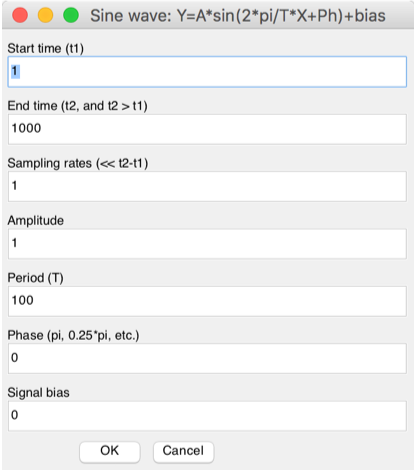 Sine wave: Y=A*sin(2*pi/T*X+Ph)+bias
Start time (t1)
1
End time (t2, and t2 > t1)
1000
Sampling rates (<< t2-t1)
1
Amplitude
1
Period (T)
100
Phase (pi, 0.25*pi, etc.)
0
Signal bias
0
OK Cancel